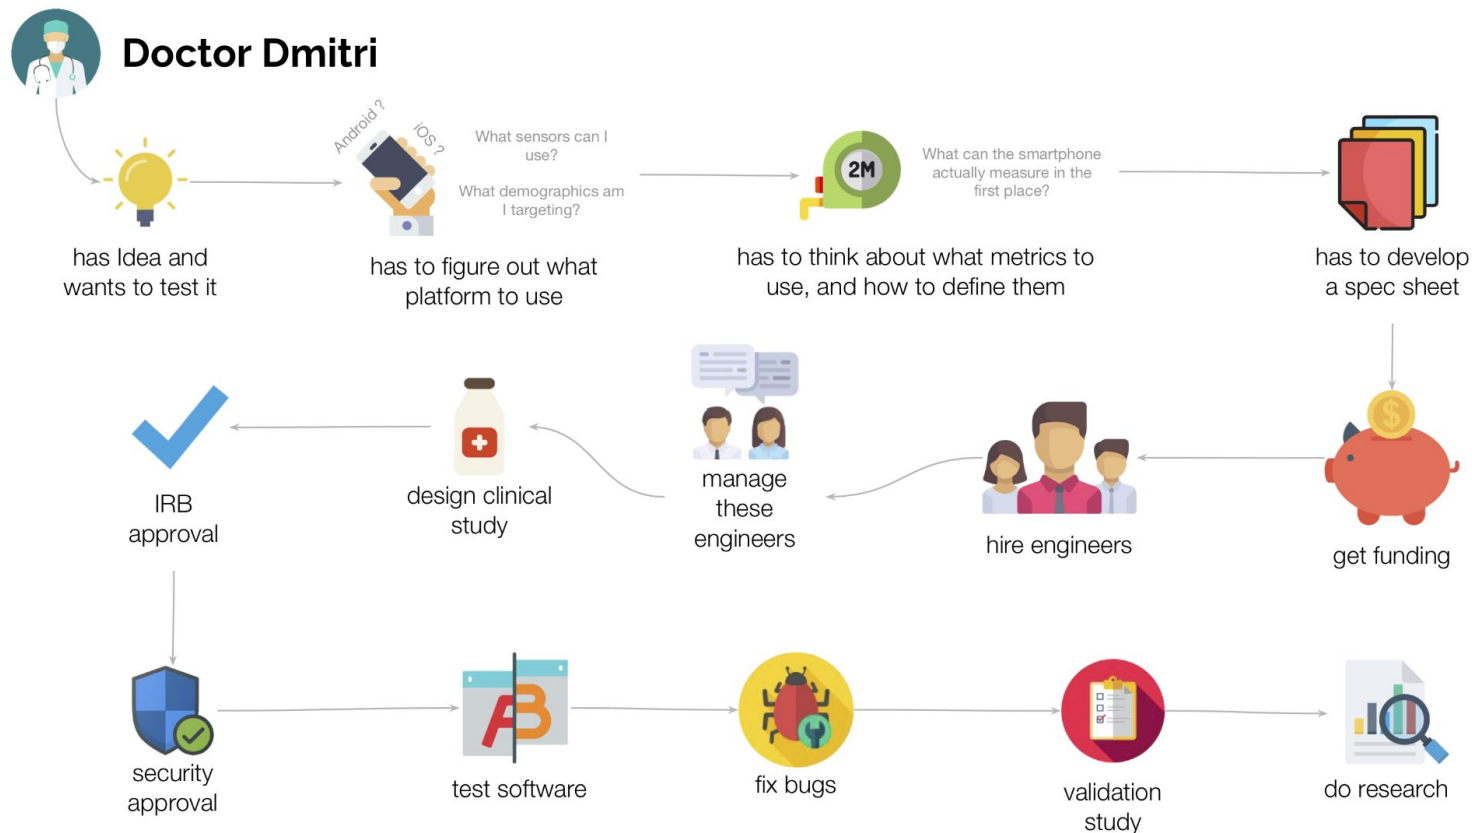 Doctor Dmitri
Android ?
iOS ?
What sensors can I
use?
What demographics am
I targeting?
2M
What can the smartphone
actually measure in the
first place?
has Idea and
wants to test it
has to figure out what
platform to use
has to think about what metrics to
use, and how to define them
has to develop
a spec sheet
$
IRB
approval
design clinical
study
manage
these
engineers
hire engineers
get funding
A
B
security
approval
test software
fix bugs
validation
study
do research